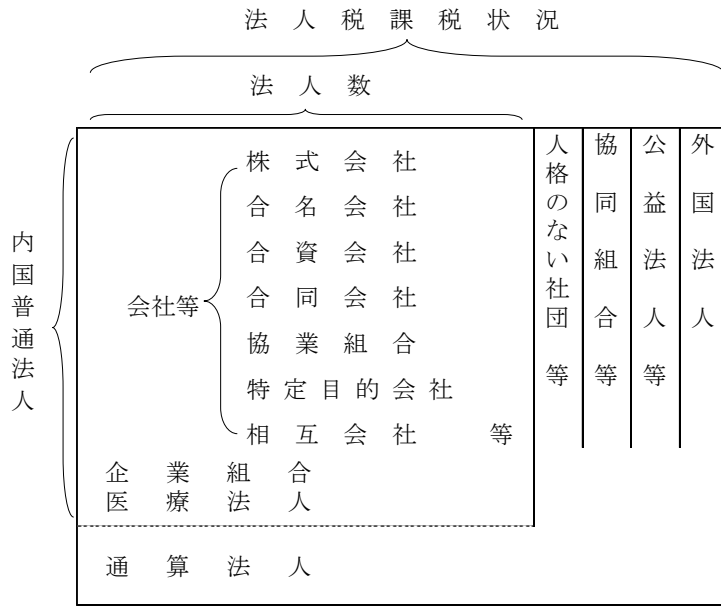 法人税課税状況
法人数
内国普通法人
会社等
株式会社
合名会社
合資会社
合同会社
協業組合
特定目的会社
相互会社 等
企業組合
医療法人
通算法人
人格のない社団等
協同組合等
公益法人等
外国法人